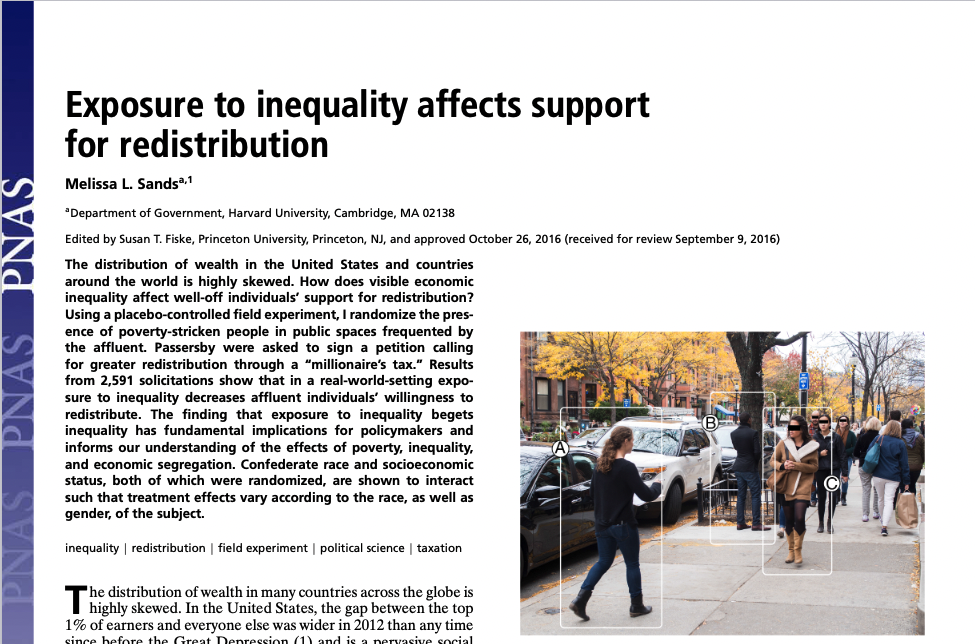 Exposure to inequality affects support
for redistribution
Melissa L. Sandsa,1
aDepartment of Government, Harvard University, Cambridge, MA 02138
Edited by Susan T. Fiske, Princeton University, Princeton, NJ, and approved October 26, 2016 (received for review September 9, 2016)
The distribution of wealth in the United States and countries
around the world is highly skewed. How does visible economic
inequality affect well-off individuals’ support for redistribution?
Using a placebo-controlled field experiment, I randomize the pres-
ence of poverty-stricken people in public spaces frequented by
the affluent. Passersby were asked to sign a petition calling
for greater redistribution through a “millionaire’s tax.” Results
from 2,591 solicitations show that in a real-world-setting expo-
sure to inequality decreases affluent individuals’ willingness to
redistribute. The finding that exposure to inequality begets
inequality has fundamental implications for policymakers and
informs our understanding of the effects of poverty, inequality,
and economic segregation. Confederate race and socioeconomic
status, both of which were randomized, are shown to interact
such that treatment effects vary according to the race, as well as
gender, of the subject.
inequality | redistribution | field experiment | political science | taxation
The distribution of wealth in many countries across the globe is
highly skewed. In the United States, the gap between the top
1% of earners and everyone else was wider in 2012 than any time
since before the Great Depression (1) and is a pervasive social
A
B
C
PNAS
PNAS
PNAS